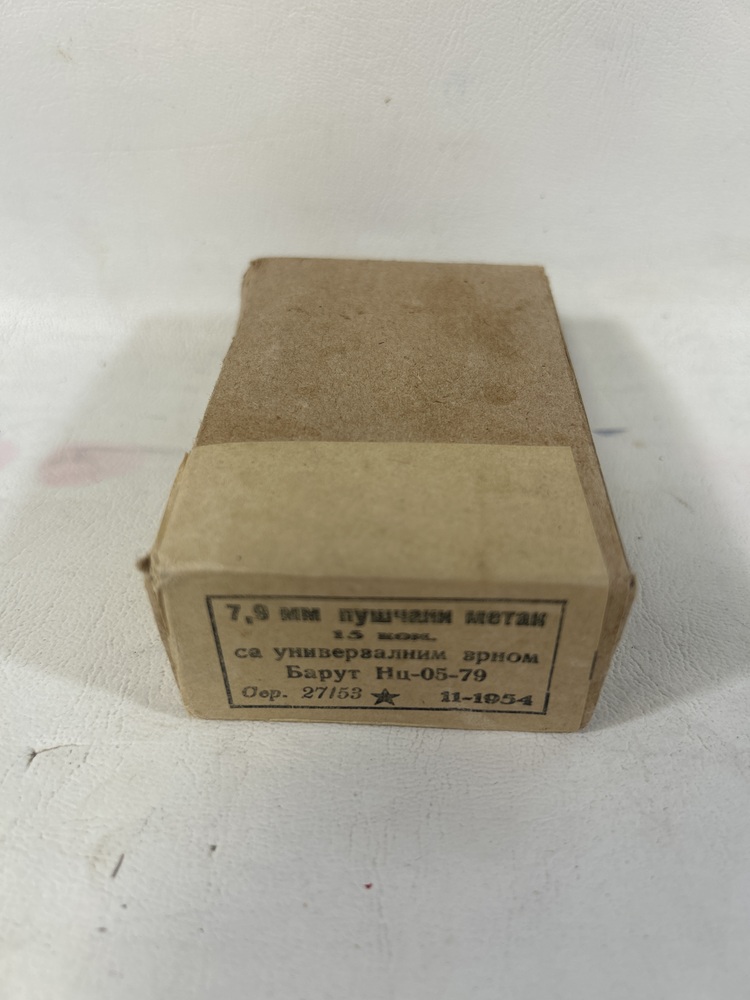 7,9 мм пушчани метак
15 ком.
са универзалним зрном
Барут Нц-05-79
Сер. 27/53 ★ 11-1954